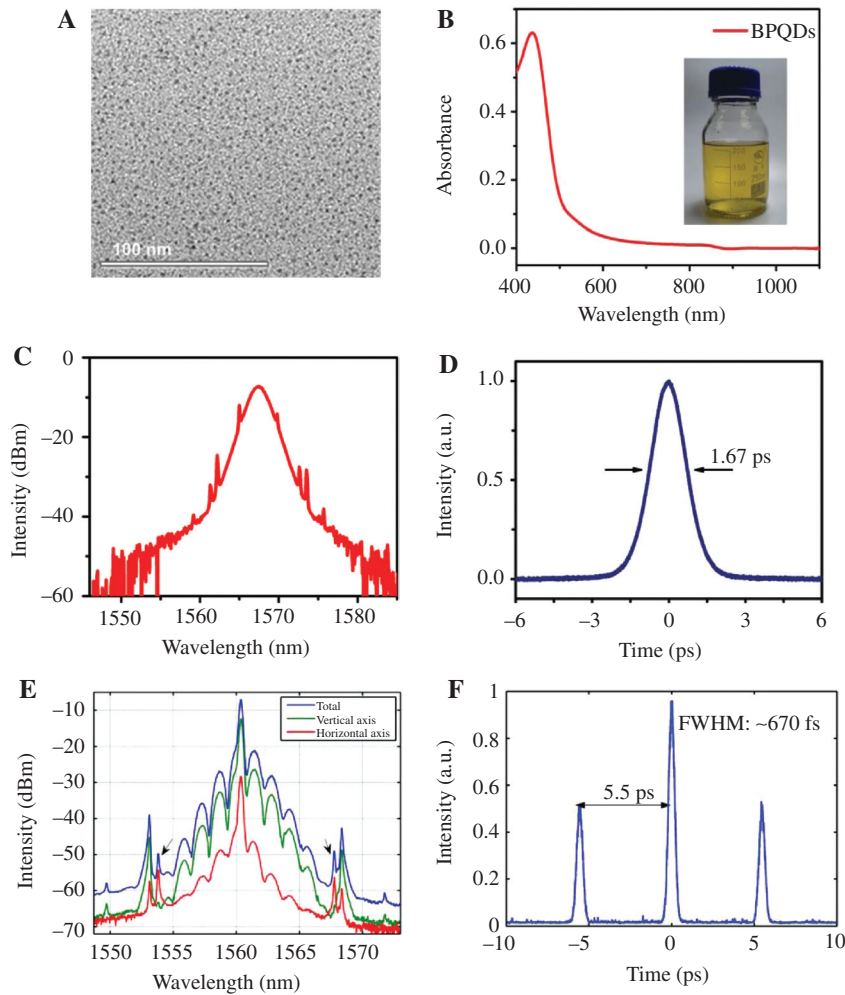 A
100 nm
B
BPQDs
0.6
0.4
0.2
0.0
Absorbance
200
150
100
400
600
800
1000
Wavelength (nm)
C
0
–20
–40
–60
Intensity (dBm)
1550
1560
1570
1580
Wavelength (nm)
D
1.0
0.5
0.0
Intensity (a.u.)
1.67 ps
–6
–3
0
3
6
Time (ps)
E
–10
–20
–30
–40
–50
–60
–70
Intensity (dBm)
Total
Vertical axis
Horizontal axis
1550
1555
1560
1565
1570
Wavelength (nm)
F
1
0.8
0.6
0.4
0.2
0
Intensity (a.u.)
FWHM: ~670 fs
5.5 ps
–10
–5
0
5
10
Time (ps)